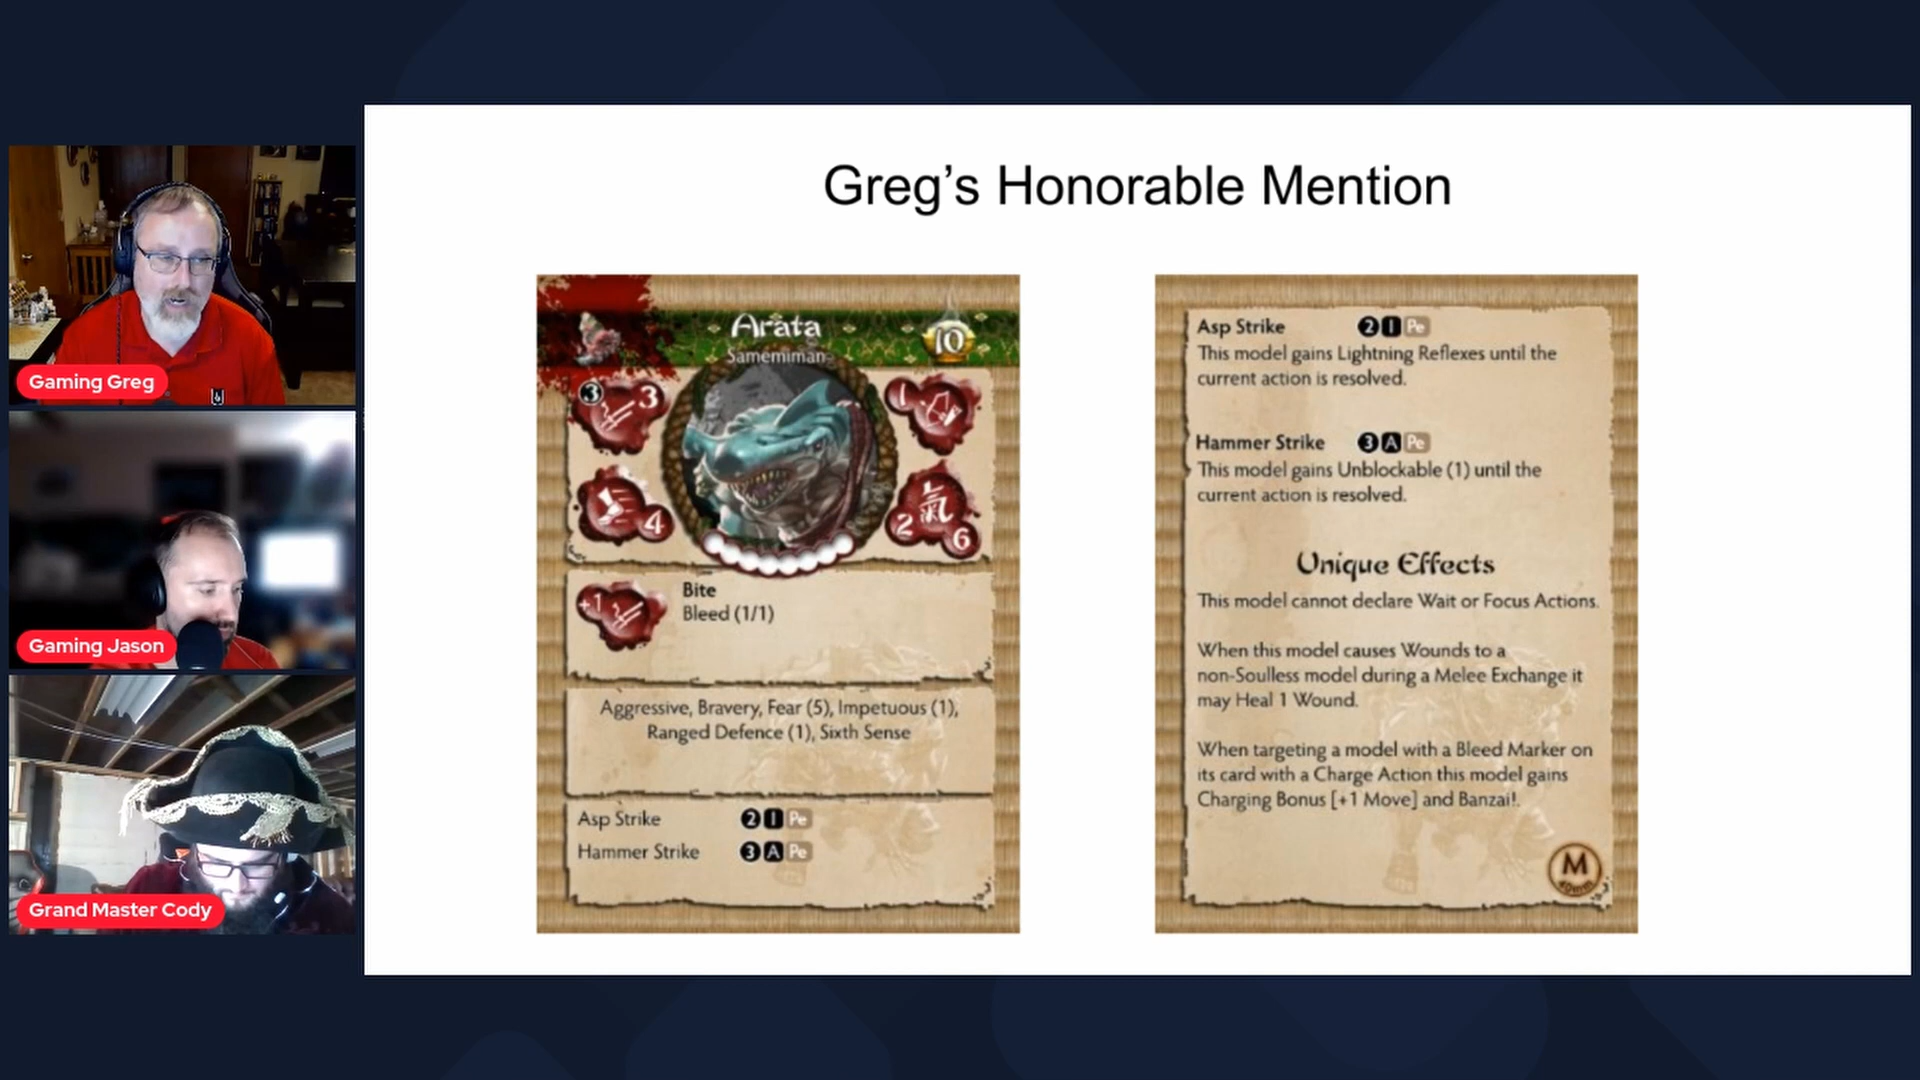 Greg's Honorable Mention
Gaming Greg
Gaming Jason
Grand Master Cody
Arata
Samemiman
10
3 3
1
4
2 氣 6
+1
Bite
Bleed (1/1)
Aggressive, Bravery, Fear (5), Impetuous (1),
Ranged Defence (1), Sixth Sense
Asp Strike 2 I Pe
Hammer Strike 3 A Pe
Asp Strike 2 I Pe
This model gains Lightning Reflexes until the
current action is resolved.
Hammer Strike 3 A Pe
This model gains Unblockable (1) until the
current action is resolved.
Unique Effects
This model cannot declare Wait or Focus Actions.
When this model causes Wounds to a
non-Soulless model during a Melee Exchange it
may Heal 1 Wound.
When targeting a model with a Bleed Marker on
its card with a Charge Action this model gains
Charging Bonus [+1 Move] and Banzai!.
M
40mm